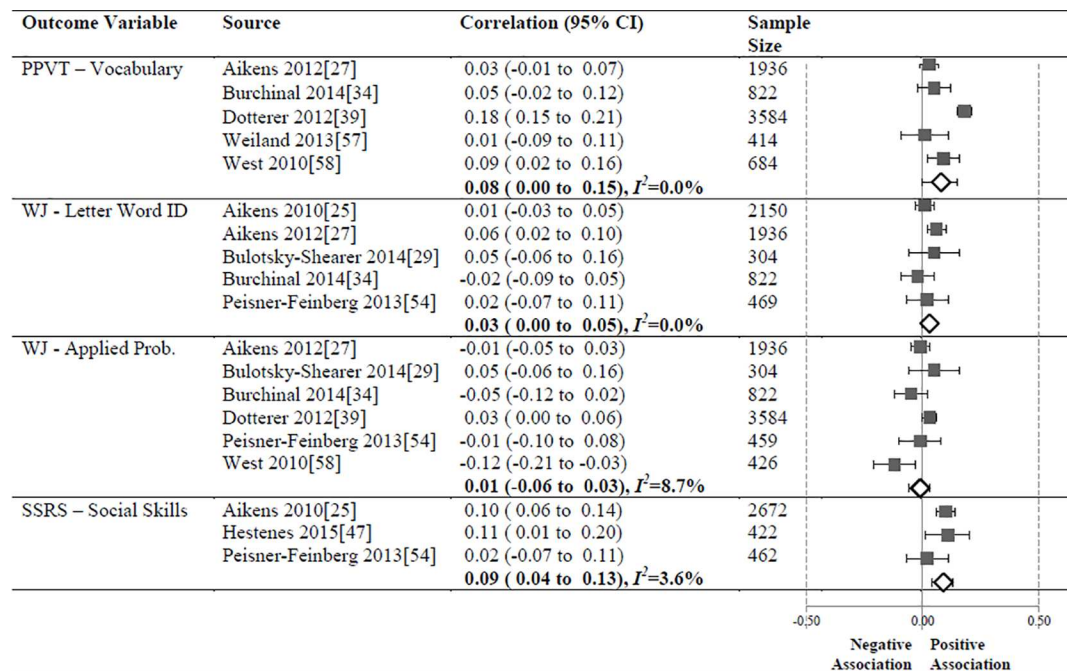 Outcome Variable Source Correlation (95% CI) Sample Size
PPVT – Vocabulary Aikens 2012[27] 0.03 (-0.01 to 0.07) 1936
Burchinal 2014[34] 0.05 (-0.02 to 0.12) 822
Dotterer 2012[39] 0.18 ( 0.15 to 0.21) 3584
Weiland 2013[57] 0.01 (-0.09 to 0.11) 414
West 2010[58] 0.09 ( 0.02 to 0.16) 684
0.08 ( 0.00 to 0.15), I²=0.0%
WJ - Letter Word ID Aikens 2010[25] 0.01 (-0.03 to 0.05) 2150
Aikens 2012[27] 0.06 ( 0.02 to 0.10) 1936
Bulotsky-Shearer 2014[29] 0.05 (-0.06 to 0.16) 304
Burchinal 2014[34] -0.02 (-0.09 to 0.05) 822
Peisner-Feinberg 2013[54] 0.02 (-0.07 to 0.11) 469
0.03 ( 0.00 to 0.05), I²=0.0%
WJ - Applied Prob. Aikens 2012[27] -0.01 (-0.05 to 0.03) 1936
Bulotsky-Shearer 2014[29] 0.05 (-0.06 to 0.16) 304
Burchinal 2014[34] -0.05 (-0.12 to 0.02) 822
Dotterer 2012[39] 0.03 ( 0.00 to 0.06) 3584
Peisner-Feinberg 2013[54] -0.01 (-0.10 to 0.08) 459
West 2010[58] -0.12 (-0.21 to -0.03) 426
0.01 (-0.06 to 0.03), I²=8.7%
SSRS – Social Skills Aikens 2010[25] 0.10 ( 0.06 to 0.14) 2672
Hestenes 2015[47] 0.11 ( 0.01 to 0.20) 422
Peisner-Feinberg 2013[54] 0.02 (-0.07 to 0.11) 462
0.09 ( 0.04 to 0.13), I²=3.6%
-0.50 0.00 0.50
Negative Positive
Association Association